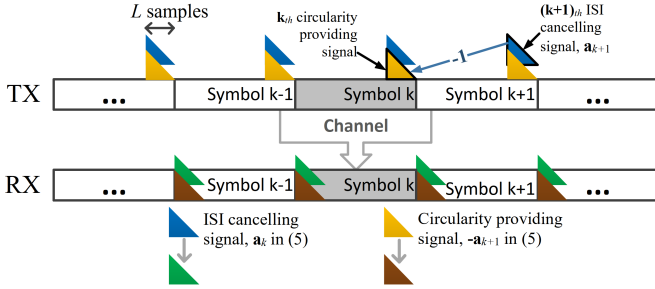 L samples
k_th circularity
providing
signal
-1
(k+1)_th ISI
cancelling
signal, a_k+1
TX
... Symbol k-1 Symbol k Symbol k+1 ...
Channel
RX
... Symbol k-1 Symbol k Symbol k+1 ...
ISI cancelling
signal, a_k in (5)
Circularity providing
signal, -a_k+1 in (5)